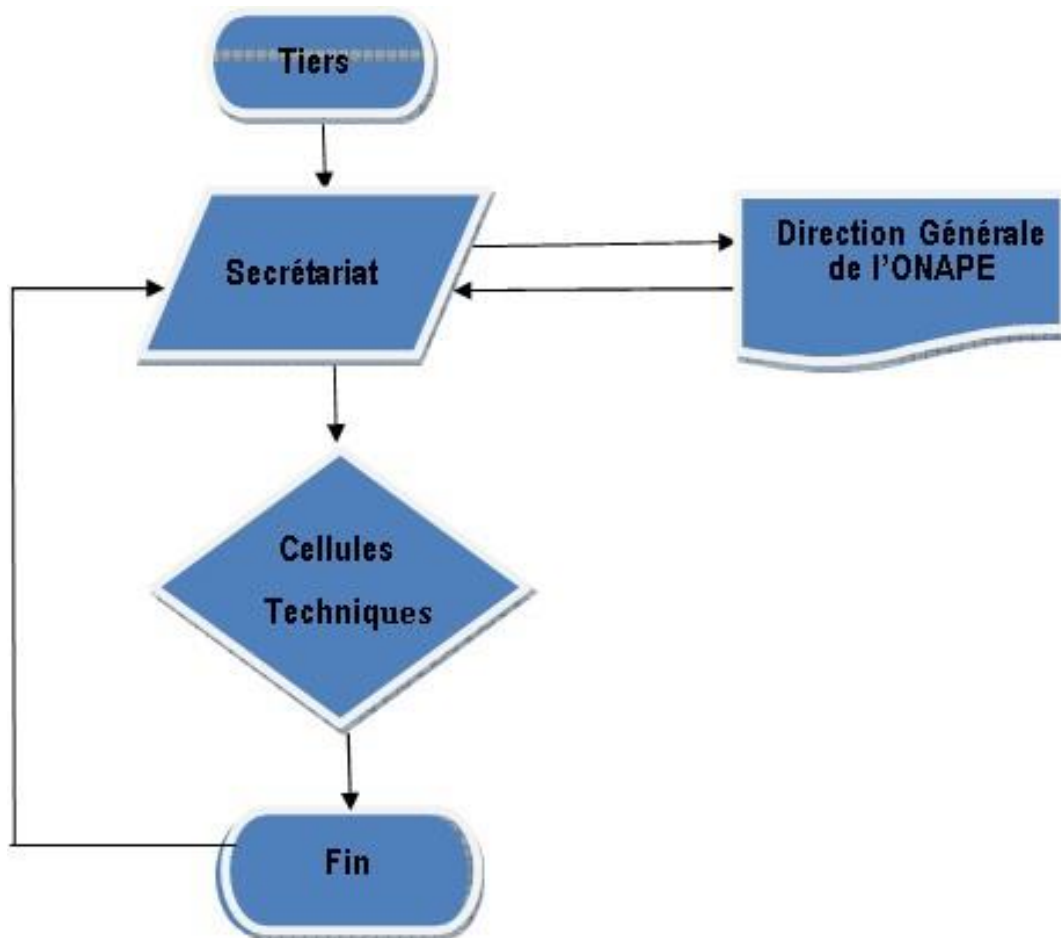 Tiers
Secrétariat
Direction Générale
de l'ONAPE
Cellules
Techniques
Fin